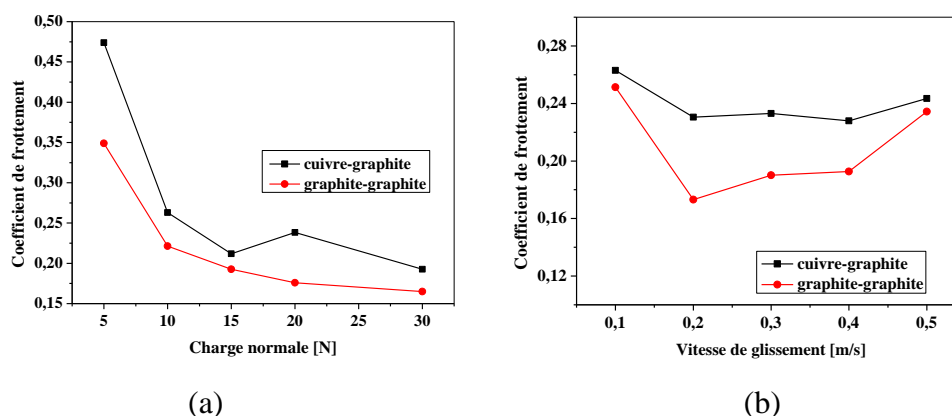 0,50
0,45
0,40
0,35
0,30
0,25
0,20
0,15
Coefficient de frottement
cuivre-graphite
graphite-graphite
5 10 15 20 25 30
Charge normale [N]
(a)
0,28
0,24
0,20
0,16
0,12
Coefficient de frottement
cuivre-graphite
graphite-graphite
0,1 0,2 0,3 0,4 0,5
Vitesse de glissement [m/s]
(b)